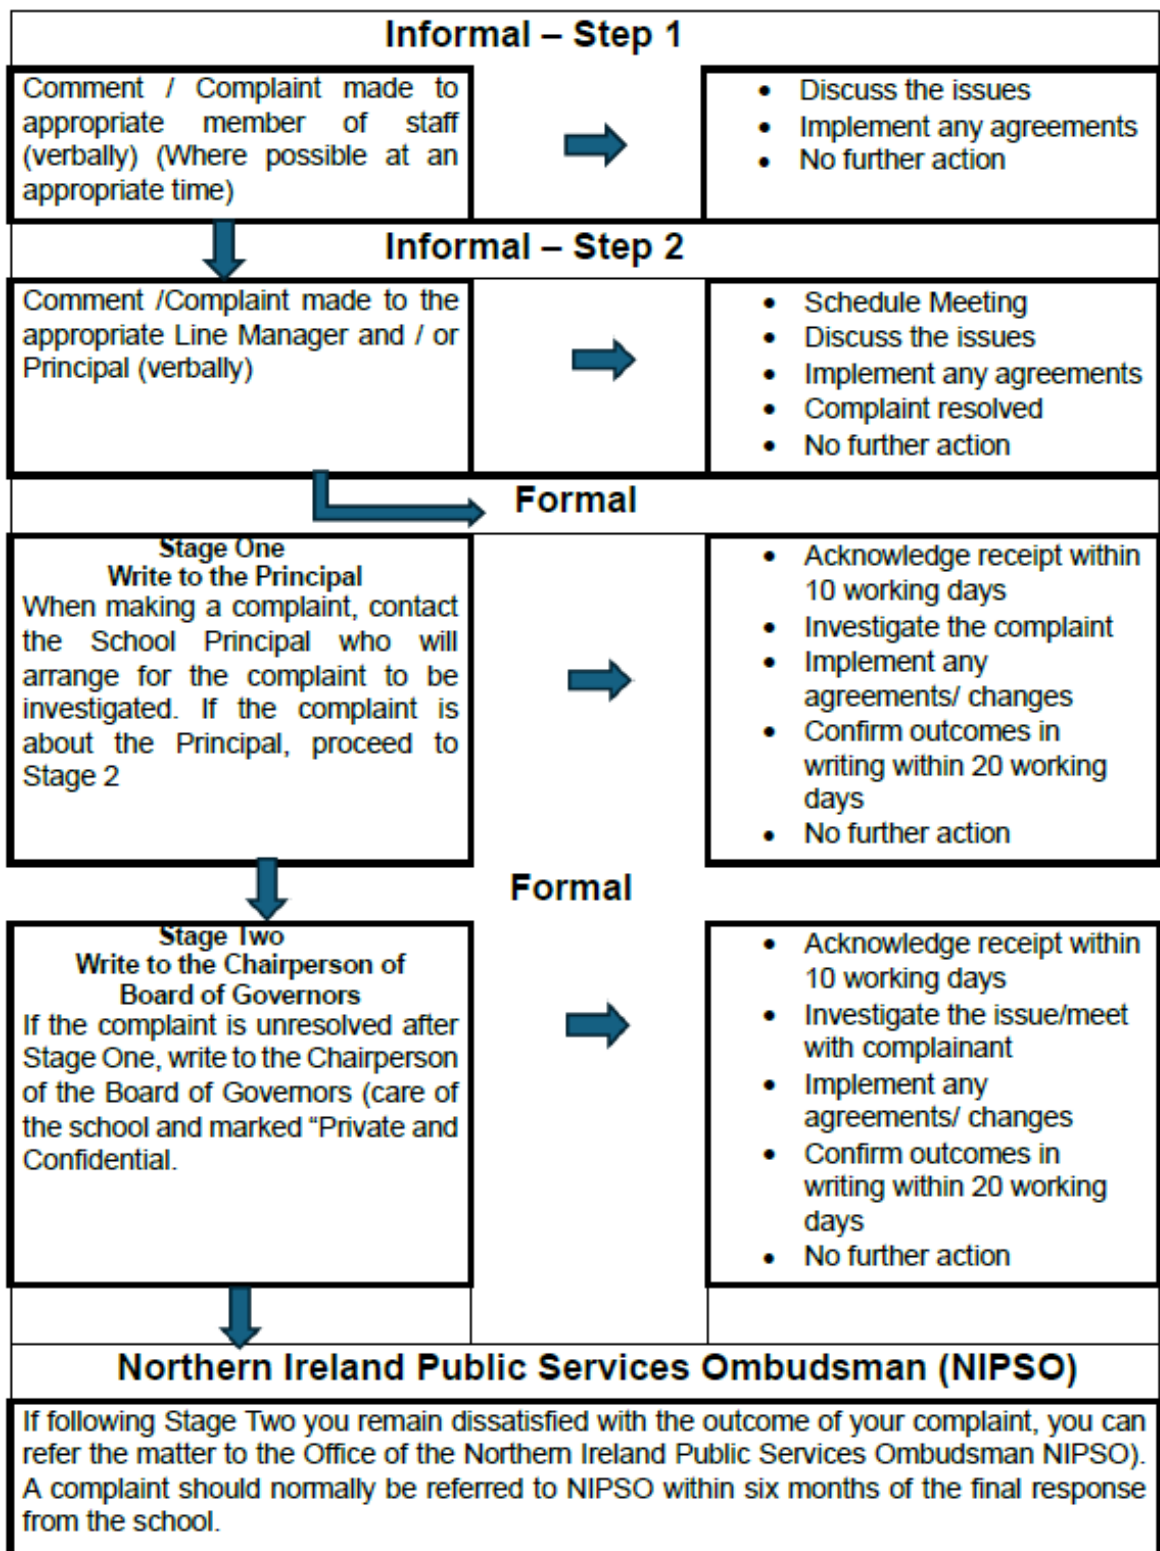 Informal – Step 1
Comment / Complaint made to
appropriate member of staff
(verbally) (Where possible at an
appropriate time)
• Discuss the issues
• Implement any agreements
• No further action
Informal – Step 2
Comment /Complaint made to the
appropriate Line Manager and / or
Principal (verbally)
• Schedule Meeting
• Discuss the issues
• Implement any agreements
• Complaint resolved
• No further action
Formal
Stage One
Write to the Principal
When making a complaint, contact
the School Principal who will
arrange for the complaint to be
investigated. If the complaint is
about the Principal, proceed to
Stage 2
• Acknowledge receipt within
10 working days
• Investigate the complaint
• Implement any
agreements/ changes
• Confirm outcomes in
writing within 20 working
days
• No further action
Formal
Stage Two
Write to the Chairperson of
Board of Governors
If the complaint is unresolved after
Stage One, write to the Chairperson
of the Board of Governors (care of
the school and marked “Private and
Confidential.
• Acknowledge receipt within
10 working days
• Investigate the issue/meet
with complainant
• Implement any
agreements/ changes
• Confirm outcomes in
writing within 20 working
days
• No further action
Northern Ireland Public Services Ombudsman (NIPSO)
If following Stage Two you remain dissatisfied with the outcome of your complaint, you can
refer the matter to the Office of the Northern Ireland Public Services Ombudsman NIPSO).
A complaint should normally be referred to NIPSO within six months of the final response
from the school.